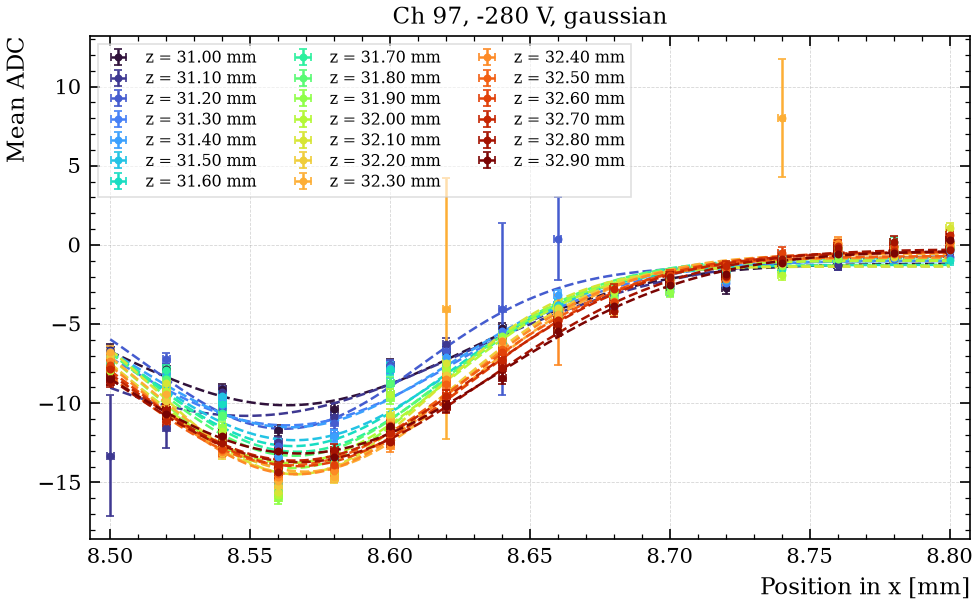 Ch 97, -280 V, gaussian
Mean ADC
z = 31.00 mm
z = 31.10 mm
z = 31.20 mm
z = 31.30 mm
z = 31.40 mm
z = 31.50 mm
z = 31.60 mm
z = 31.70 mm
z = 31.80 mm
z = 31.90 mm
z = 32.00 mm
z = 32.10 mm
z = 32.20 mm
z = 32.30 mm
z = 32.40 mm
z = 32.50 mm
z = 32.60 mm
z = 32.70 mm
z = 32.80 mm
z = 32.90 mm
10
5
0
−5
−10
−15
8.50 8.55 8.60 8.65 8.70 8.75 8.80
Position in x [mm]